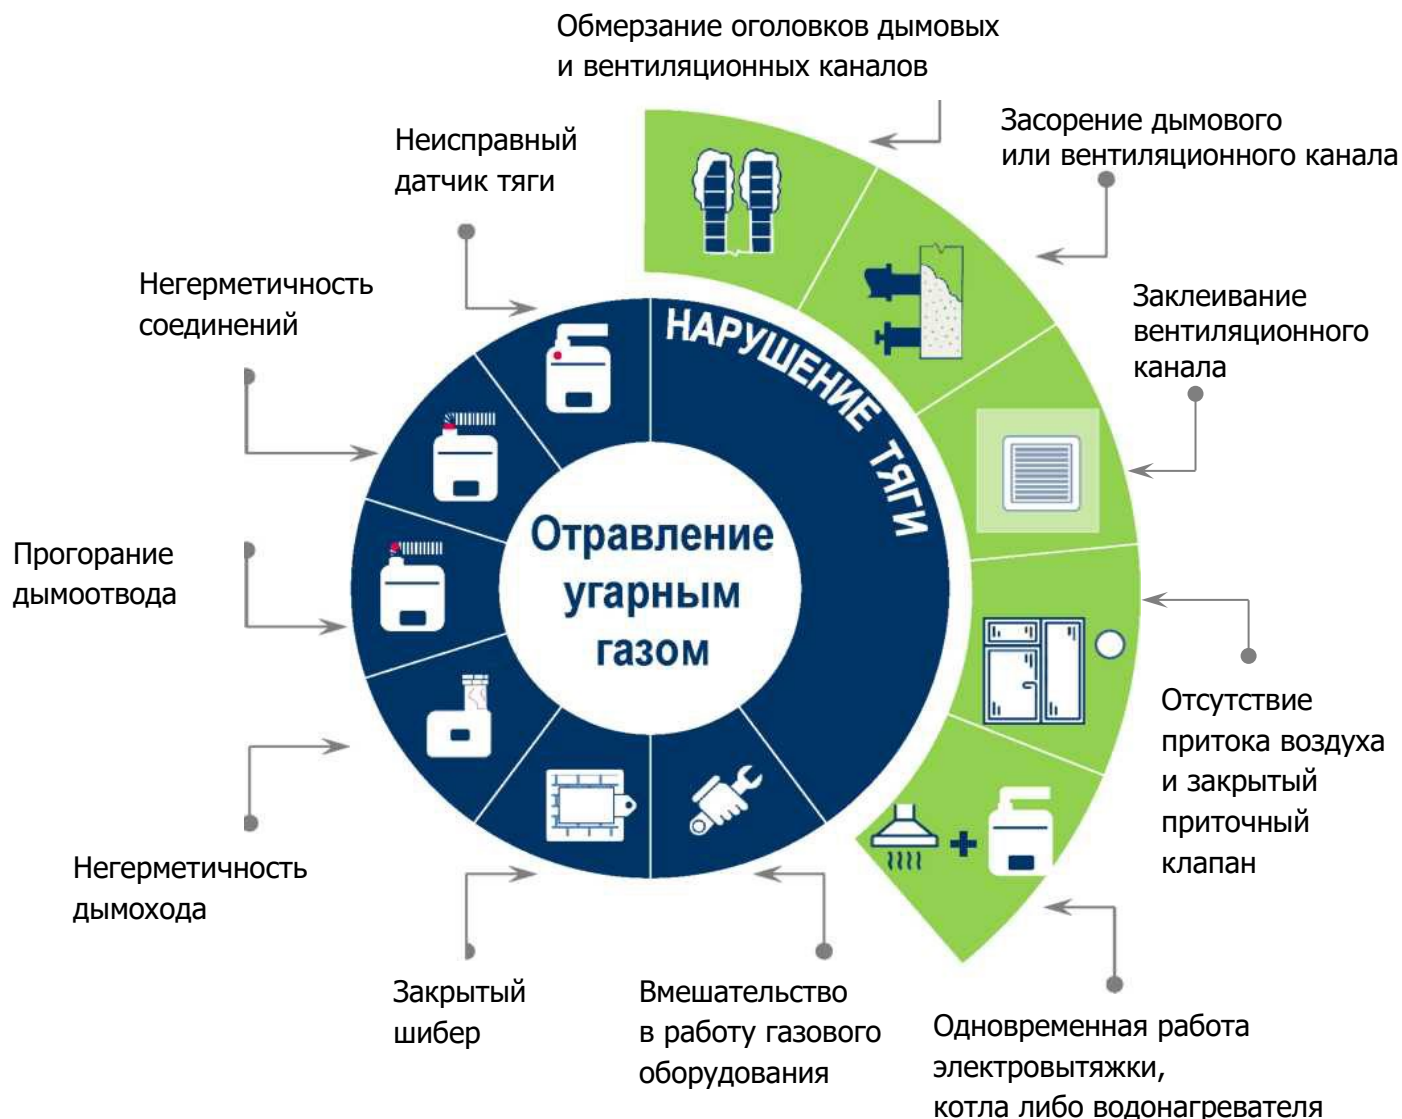 Обмерзание оголовков дымовых
и вентиляционных каналов
Засорение дымового
или вентиляционного канала
Неисправный
датчик тяги
Негерметичность
соединений
Заклеивание
вентиляционного
канала
НАРУШЕНИЕ ТЯГИ
Отравление
угарным
газом
Прогорание
дымоотвода
Отсутствие
притока воздуха
и закрытый
приточный
клапан
Негерметичность
дымохода
Закрытый
шибер
Вмешательство
в работу газового
оборудования
Одновременная работа
электровытяжки,
котла либо водонагревателя